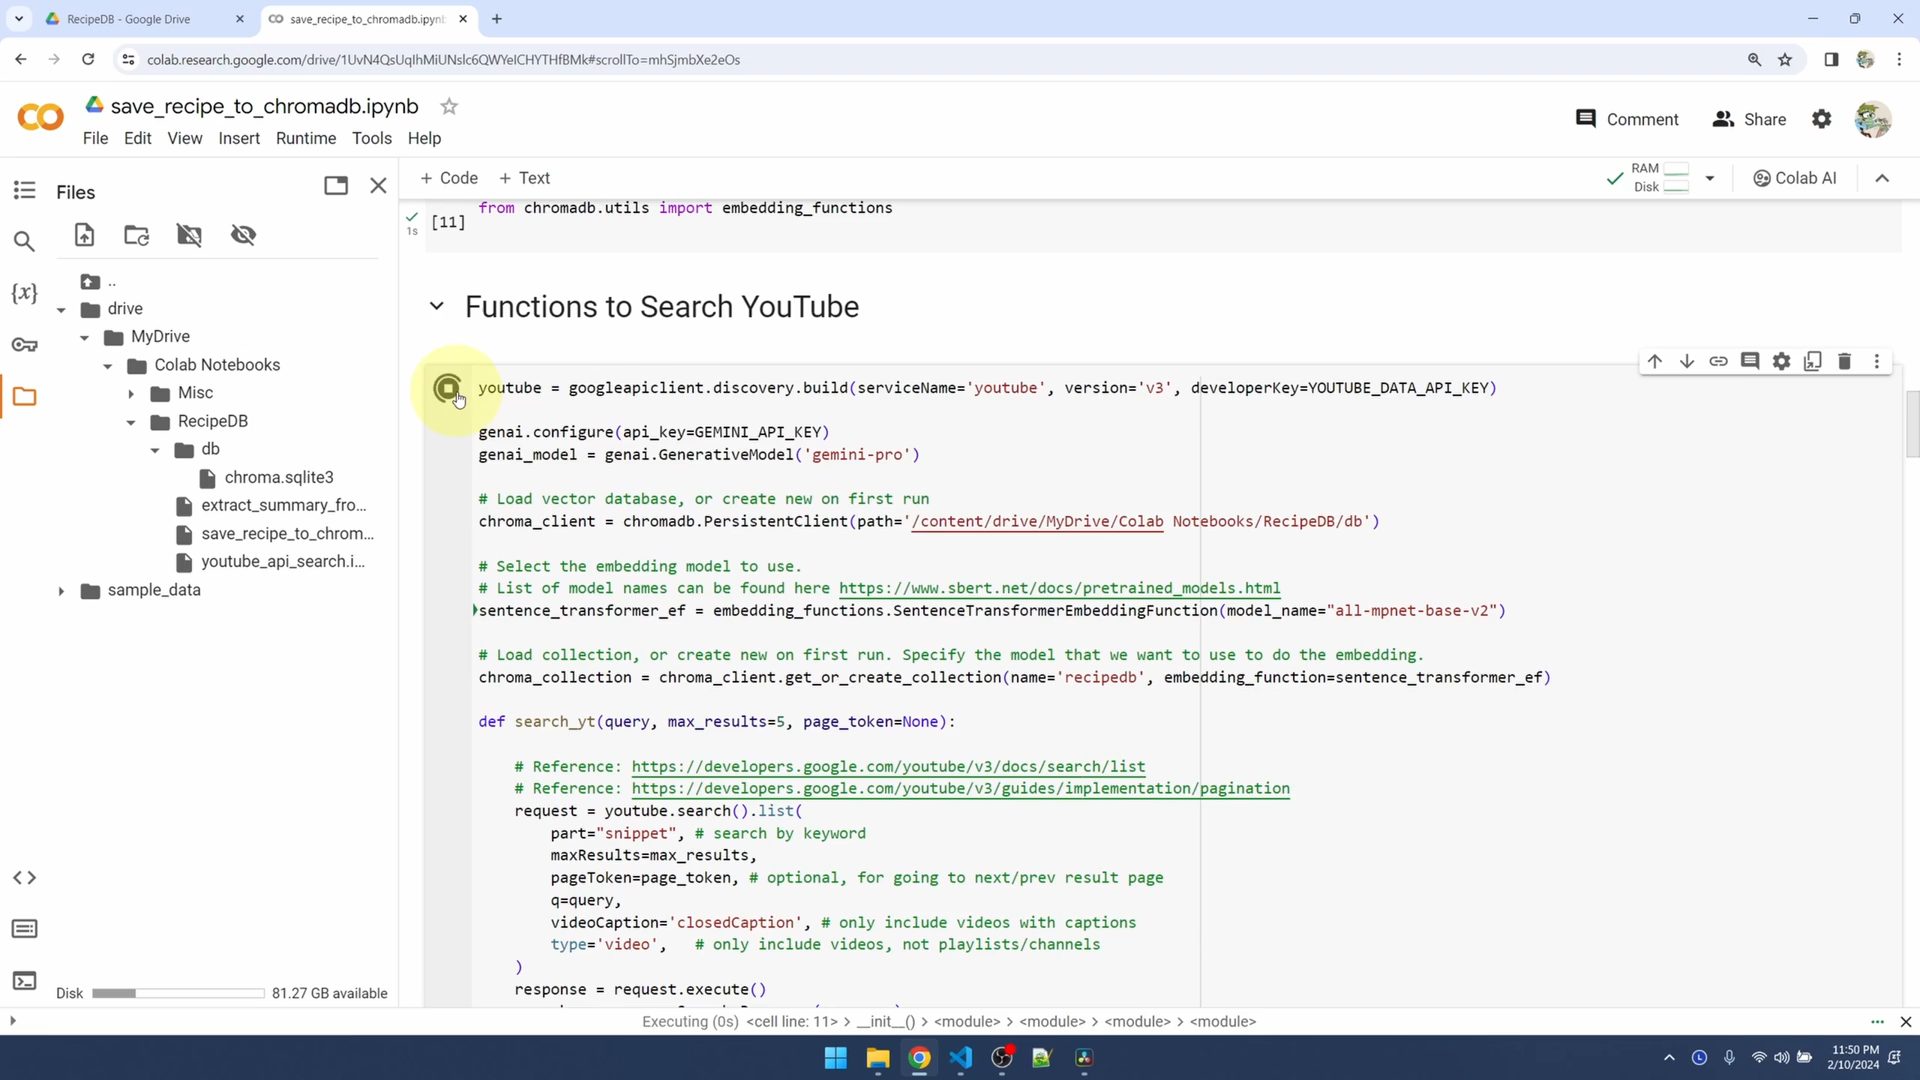 RecipeDB - Google Drive
save_recipe_to_chromadb.ipynb
colab.research.google.com/drive/1UvN4QsUqIhMiUNslc6QWYeICHYTHfBMk#scrollTo=mhSjmbXe2eOs
save_recipe_to_chromadb.ipynb
File Edit View Insert Runtime Tools Help
Comment Share
Files
+ Code + Text
RAM
Disk
Colab AI
..
drive
MyDrive
Colab Notebooks
Misc
RecipeDB
db
chroma.sqlite3
extract_summary_fro...
save_recipe_to_chrom...
youtube_api_search.i...
sample_data
{x}
Disk 81.27 GB available
from chromadb.utils import embedding_functions
[11]
1s
Functions to Search YouTube
youtube = googleapiclient.discovery.build(serviceName='youtube', version='v3', developerKey=YOUTUBE_DATA_API_KEY)
genai.configure(api_key=GEMINI_API_KEY)
genai_model = genai.GenerativeModel('gemini-pro')
# Load vector database, or create new on first run
chroma_client = chromadb.PersistentClient(path='/content/drive/MyDrive/Colab Notebooks/RecipeDB/db')
# Select the embedding model to use.
# List of model names can be found here https://www.sbert.net/docs/pretrained_models.html
sentence_transformer_ef = embedding_functions.SentenceTransformerEmbeddingFunction(model_name="all-mpnet-base-v2")
# Load collection, or create new on first run. Specify the model that we want to use to do the embedding.
chroma_collection = chroma_client.get_or_create_collection(name='recipedb', embedding_function=sentence_transformer_ef)
def search_yt(query, max_results=5, page_token=None):
# Reference: https://developers.google.com/youtube/v3/docs/search/list
# Reference: https://developers.google.com/youtube/v3/guides/implementation/pagination
request = youtube.search().list(
part="snippet", # search by keyword
maxResults=max_results,
pageToken=page_token, # optional, for going to next/prev result page
q=query,
videoCaption='closedCaption', # only include videos with captions
type='video', # only include videos, not playlists/channels
)
response = request.execute()
Executing (0s) <cell line: 11> > __init__() > <module> > <module> > <module> > <module>
11:50 PM
2/10/2024